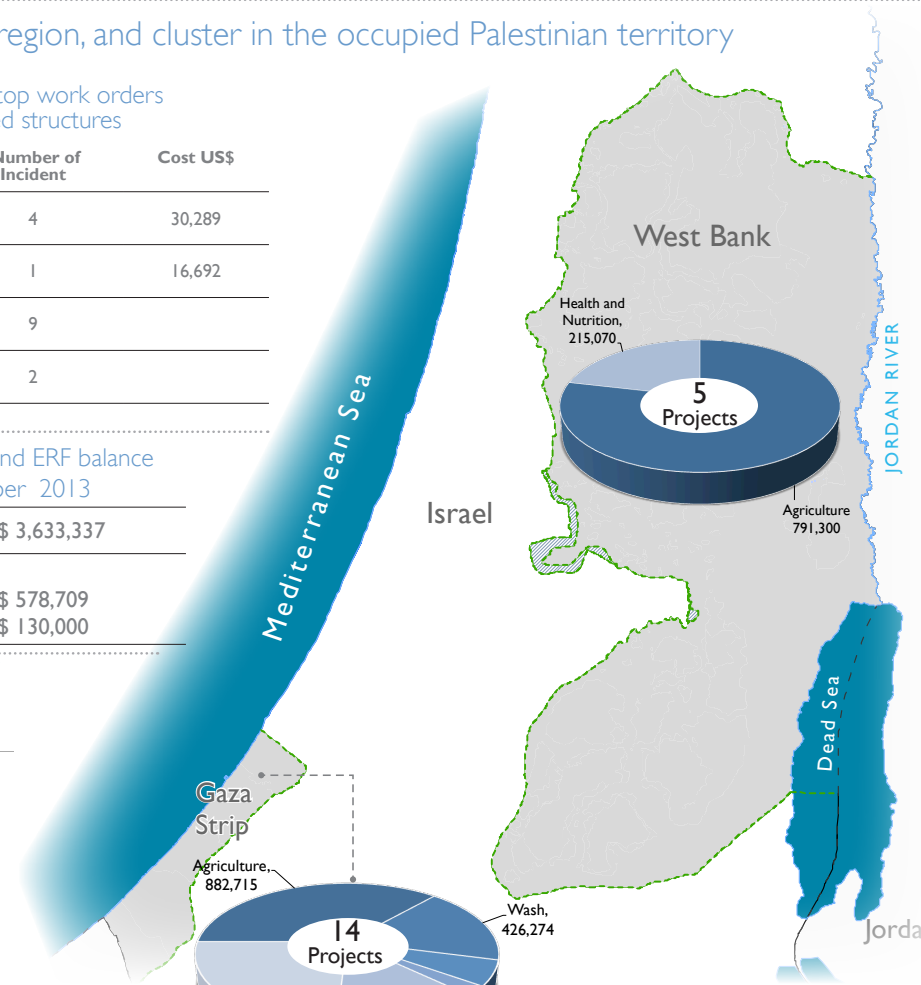 region, and cluster in the occupied Palestinian territory
top work orders
structures
Number of
Incident
Cost US$
4
30,289
1
16,692
9
2
ERF balance
2013
$ 3,633,337
$ 578,709
$ 130,000
West Bank
Health and
Nutrition,
215,070
5
Projects
Agriculture
791,300
JORDAN RIVER
Mediterranean Sea
Israel
Dead Sea
Gaza
Strip
Agriculture,
882,715
14
Projects
Wash,
426,274